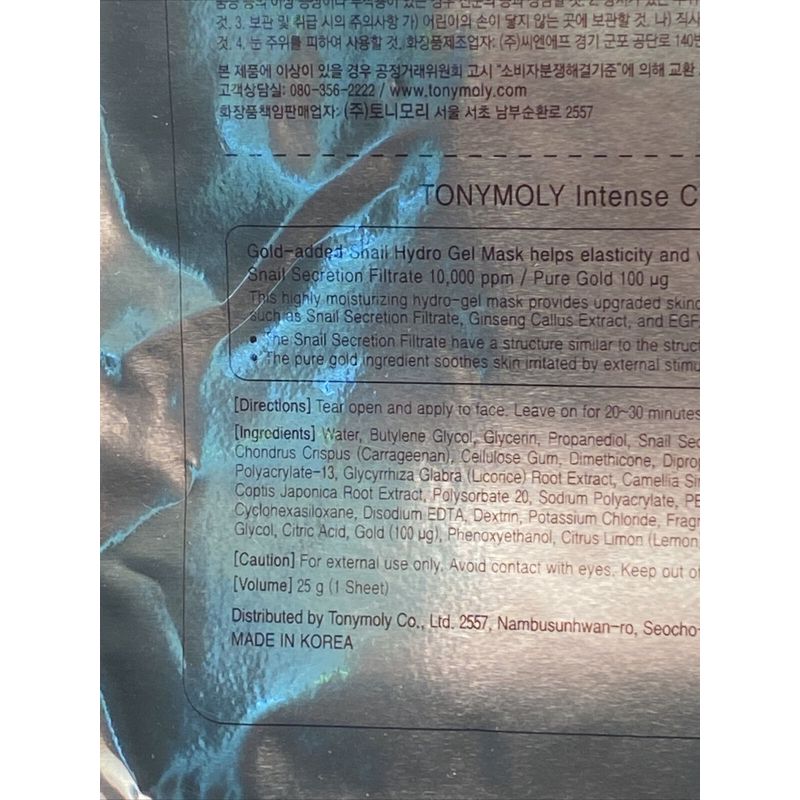 것. 3. 보관 및 취급 시의 주의사항 가) 어린이의 손이 닿지 않는 곳에 보관할 것. 나) 직사
것. 4. 눈 주위를 피하여 사용할 것. 화장품제조업자: (주)씨엔에프 경기 군포 공단로 140번
본 제품에 이상이 있을 경우 공정거래위원회 고시 "소비자분쟁해결기준"에 의해 교환
고객상담실: 080-356-2222 / www.tonymoly.com
화장품책임판매업자: (주)토니모리 서울 서초 남부순환로 2557
TONYMOLY Intense C
Gold-added Snail Hydro Gel Mask helps elasticity and
Snail Secretion Filtrate 10,000 ppm / Pure Gold 100 μg
This highly moisturizing hydro-gel mask provides upgraded skinc
such as Snail Secretion Filtrate, Ginseng Callus Extract, and EGF,
• The Snail Secretion Filtrate have a structure similar to the struct
• The pure gold ingredient soothes skin irritated by external stimu
[Directions] Tear open and apply to face. Leave on for 20~30 minutes
[Ingredients] Water, Butylene Glycol, Glycerin, Propanediol, Snail Sec
Chondrus Crispus (Carrageenan), Cellulose Gum, Dimethicone, Diprop
Polyacrylate-13, Glycyrrhiza Glabra (Licorice) Root Extract, Camellia Sin
Coptis Japonica Root Extract, Polysorbate 20, Sodium Polyacrylate, PE
Cyclohexasiloxane, Disodium EDTA, Dextrin, Potassium Chloride, Fragr
Glycol, Citric Acid, Gold (100 μg), Phenoxyethanol, Citrus Limon (Lemon
[Caution] For external use only. Avoid contact with eyes. Keep out of
[Volume] 25 g (1 Sheet)
Distributed by Tonymoly Co., Ltd. 2557, Nambusunhwan-ro, Seocho-
MADE IN KOREA